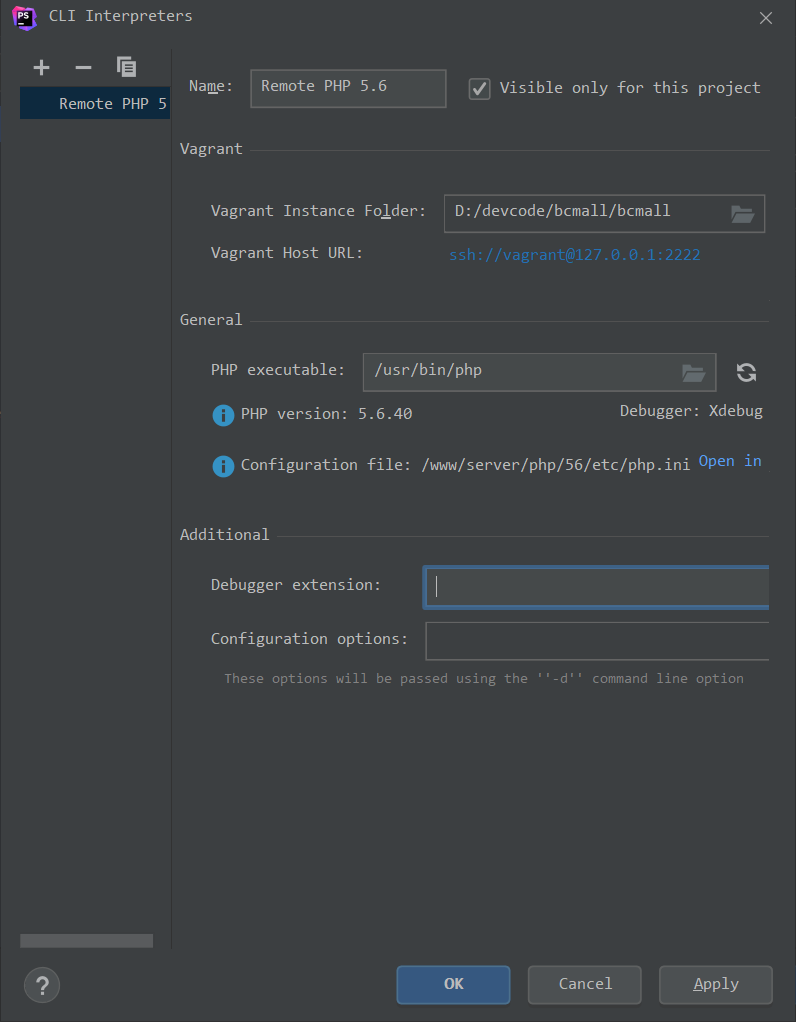 PS
CLI Interpreters
Remote PHP 5
Name: Remote PHP 5.6 Visible only for this project
Vagrant
Vagrant Instance Folder: D:/devcode/bcmall/bcmall
Vagrant Host URL: ssh://vagrant@127.0.0.1:2222
General
PHP executable: /usr/bin/php
PHP version: 5.6.40 Debugger: Xdebug
Configuration file: /www/server/php/56/etc/php.ini Open in
Additional
Debugger extension:
Configuration options:
These options will be passed using the ''-d'' command line option
? OK Cancel Apply